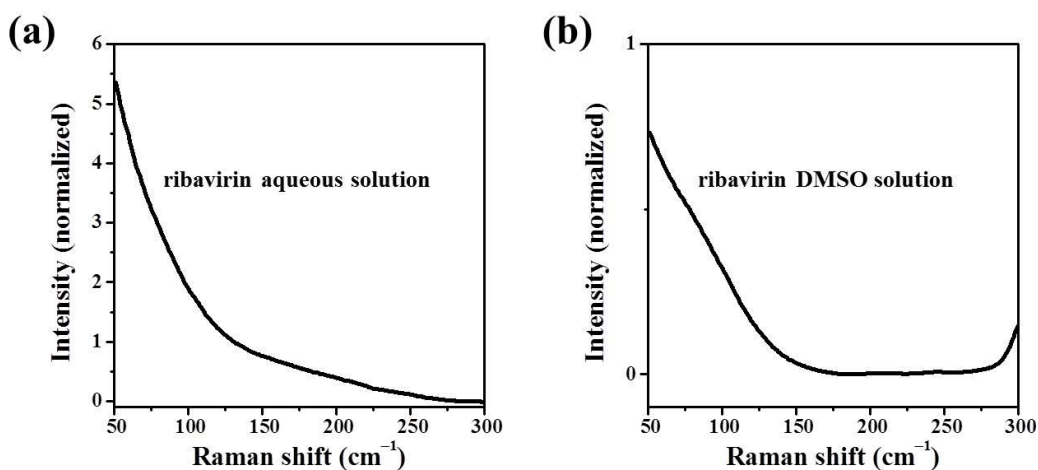 (a)
6
5
4
3
2
1
0
Intensity (normalized)
ribavirin aqueous solution
50 100 150 200 250 300
Raman shift (cm⁻¹)
(b)
1
0
Intensity (normalized)
ribavirin DMSO solution
50 100 150 200 250 300
Raman shift (cm⁻¹)